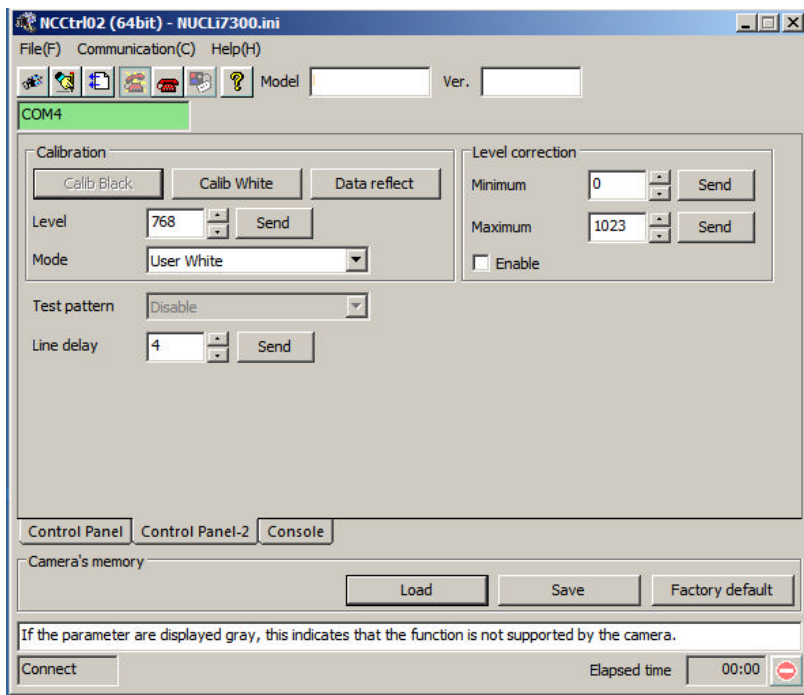 NCCtrl02 (64bit) - NUCLi7300.ini
File(F) Communication(C) Help(H)
Model Ver.
COM4
Calibration
Calib Black Calib White Data reflect
Level 768 Send
Mode User White
Level correction
Minimum 0 Send
Maximum 1023 Send
Enable
Test pattern Disable
Line delay 4 Send
Control Panel Control Panel-2 Console
Camera's memory
Load Save Factory default
If the parameter are displayed gray, this indicates that the function is not supported by the camera.
Connect Elapsed time 00:00